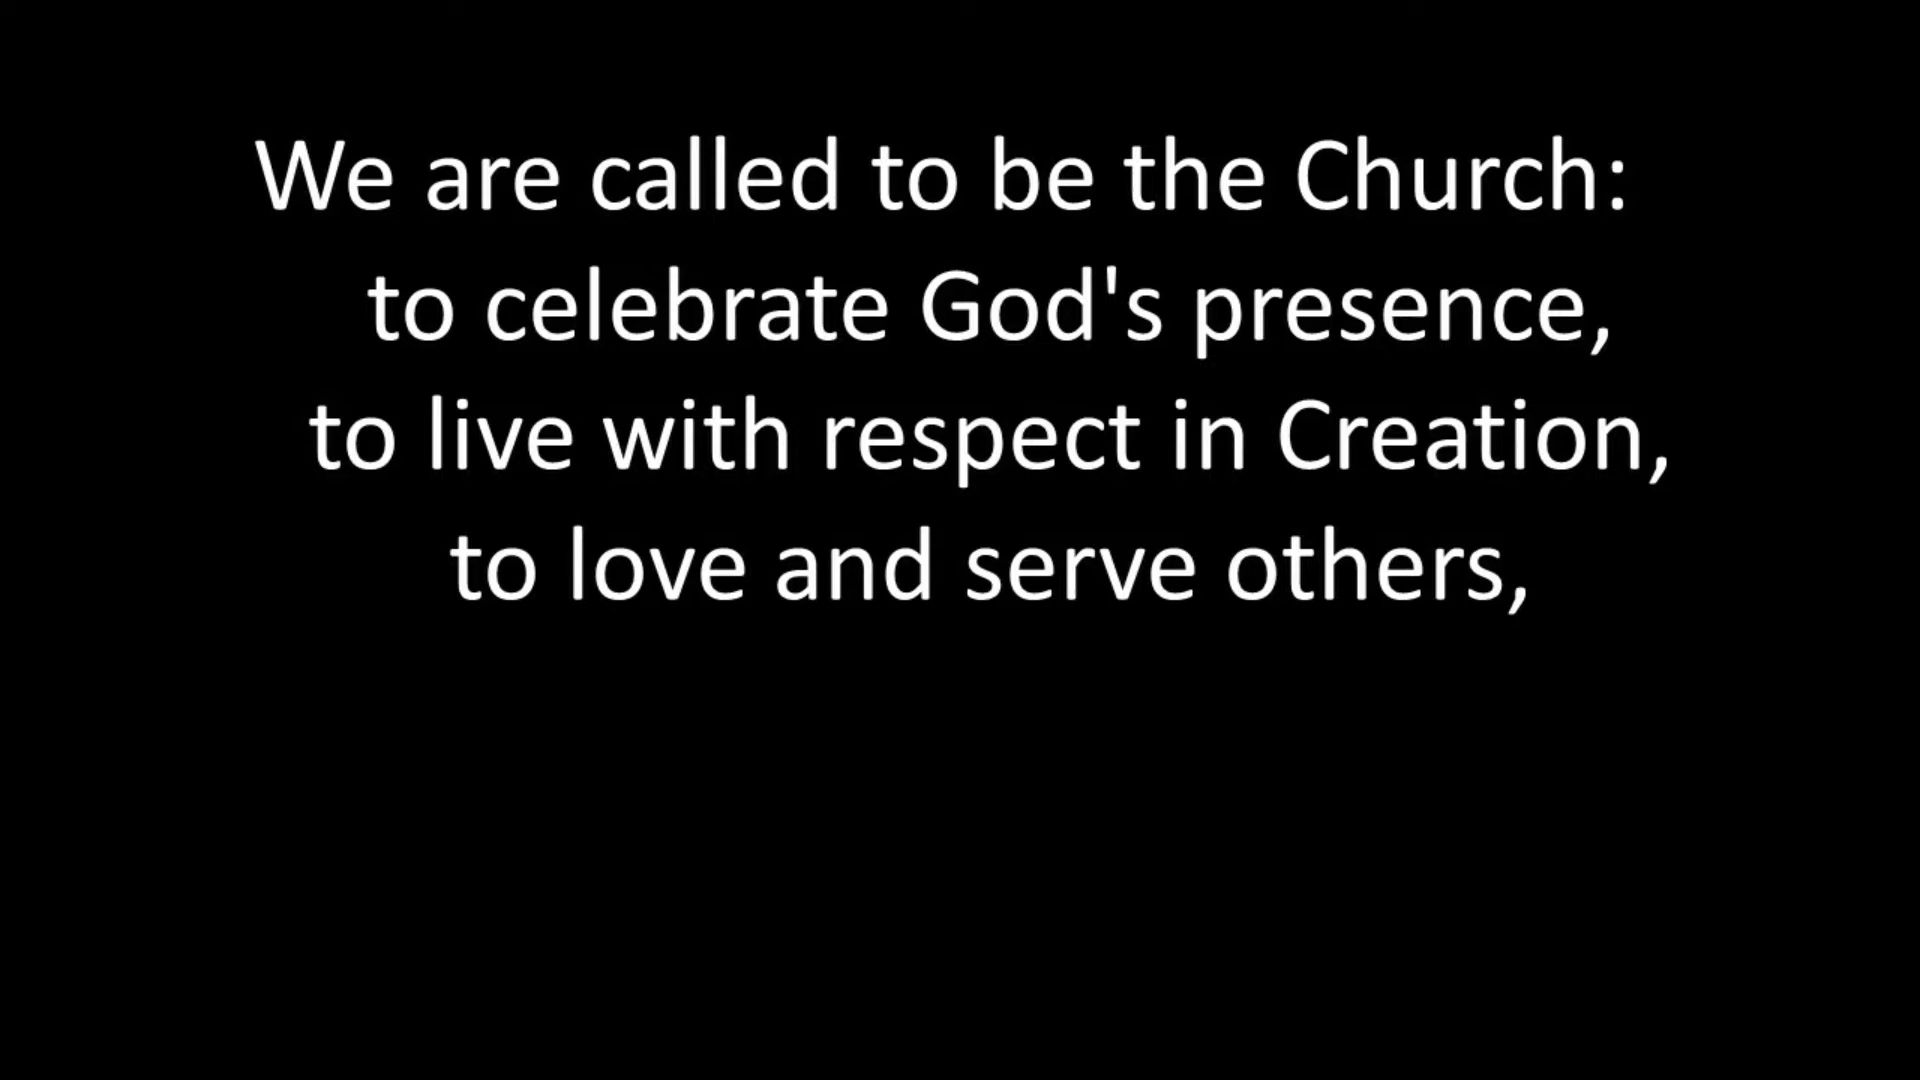 We are called to be the Church:
to celebrate God's presence,
to live with respect in Creation,
to love and serve others,